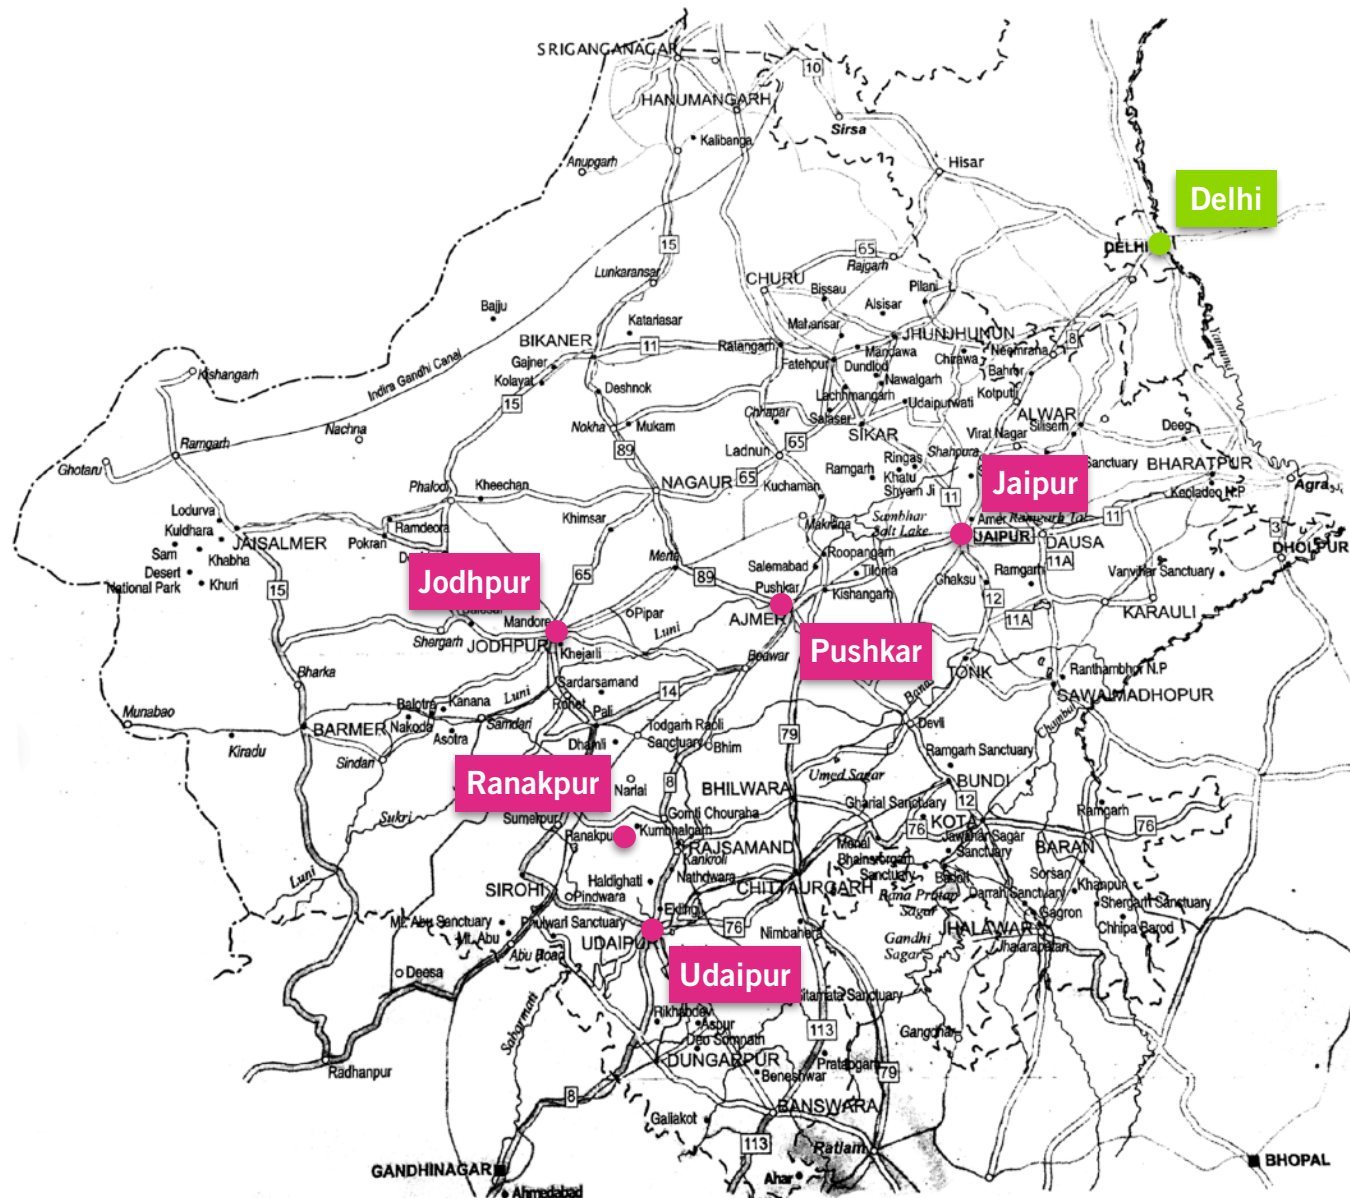 SRIGANGANAGAR
10
HANUMANGARH
Sirsa
Kalibanga
Hisar
Anupgarh
Delhi
15
65
DELHI
Rajgarh
Lunkaransar
CHURU
Bissau
Pilani
Alsisar
Bajju
Katariasar
Mahansar
JHUNJHUNUN
8
Yamuna
BIKANER
11
Ratangarh
Mandawa
Chirawa
Neemrana
Gajner
Fatehpur
Dundlod
Bahror
Kishangarh
Indira Gandhi Canal
Kolayat
Deshnok
Nawalgarh
Kotputli
15
Lachhmangarh
Udaipurwati
Chhapar
Salasar
ALWAR
Nokha
Mukam
SIKAR
Siliserh
Deeg
Nachna
65
Virat Nagar
Ramgarh
89
Ladnun
Ringas
Shahpura
Sanctuary
BHARATPUR
Ghotaru
65
Ramgarh
Khatu
Shyam Ji
Jaipur
Agra
Phalodi
Kheechan
NAGAUR
Kuchaman
11
Keoladeo N.P
Lodurva
Ramdeora
Khimsar
Makrana
Sambhar
Salt Lake
Amer
Ramgarh Tal
11
3
Kuldhara
JAISALMER
Pokran
JAIPUR
DAUSA
DHOLPUR
Sam
Khabha
Merta
Roopangarh
11A
Desert
National Park
Khuri
15
Jodhpur
65
89
Salemabad
Tilonia
Ghaksu
Ramgarh
Vanvihar Sanctuary
Pushkar
Kishangarh
12
Mandore
Pipar
AJMER
11A
KARAULI
Shergarh
JODHPUR
Khejarli
Luni
Pushkar
Bharka
Beawar
TONK
Ranthambhor N.P
Sardarsamand
14
Banas
SAWAIMADHOPUR
Munabao
Balotra
Kanana
Luni
Rohet
Pali
Chambal
BARMER
Nakoda
Samdari
Todgarh Raoli
Sanctuary
79
Devli
Kiradu
Asotra
Dhamli
Bhim
Ramgarh Sanctuary
Sindari
Umed Sagar
Ranakpur
Narlai
8
BHILWARA
BUNDI
Gharial Sanctuary
12
Ramgarh
Sukri
Sumerpur
Gomti Chouraha
KOTA
76
76
Ranakpur
Kumbhalgarh
Menal
Jawahar Sagar
Sanctuary
BARAN
RAJSAMAND
Bhainsrorgarh
Sanctuary
Kankroli
Luni
Nathdwara
Badoli
Sorsan
SIROHI
Haldighati
CHITTAURGARH
Rana Pratap
Sagar
Darrah Sanctuary
Khanpur
Pindwara
Eklingji
Shergarh Sanctuary
Mt. Abu Sanctuary
Phulwari Sanctuary
76
Nimbahera
Gagron
Chhipa Barod
Mt. Abu
UDAIPUR
Gandhi
Sagar
JHALAWAR
Jhalarapatan
Abu Road
Deesa
Udaipur
Sitamata Sanctuary
Sabarmati
Rikhabdev
Aspur
113
Gangdhar
Deo Somnath
Radhanpur
DUNGARPUR
Pratapgarh
79
Beneshwar
8
BANSWARA
Galiakot
113
Ratlam
GANDHINAGAR
BHOPAL
Ahar
Ahmedabad